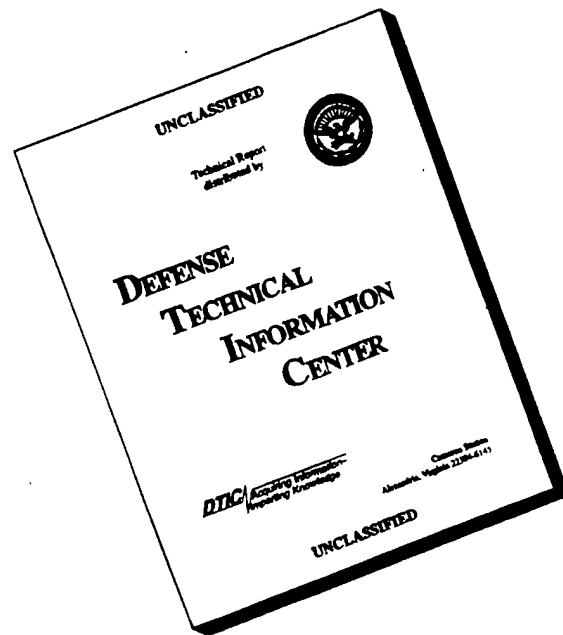 UNCLASSIFIED
Technical Report
distributed by
DEFENSE
TECHNICAL
INFORMATION
CENTER
DTIC Acquiring Information-
Imparting Knowledge
Cameron Station
Alexandria, Virginia 22304-6145
UNCLASSIFIED